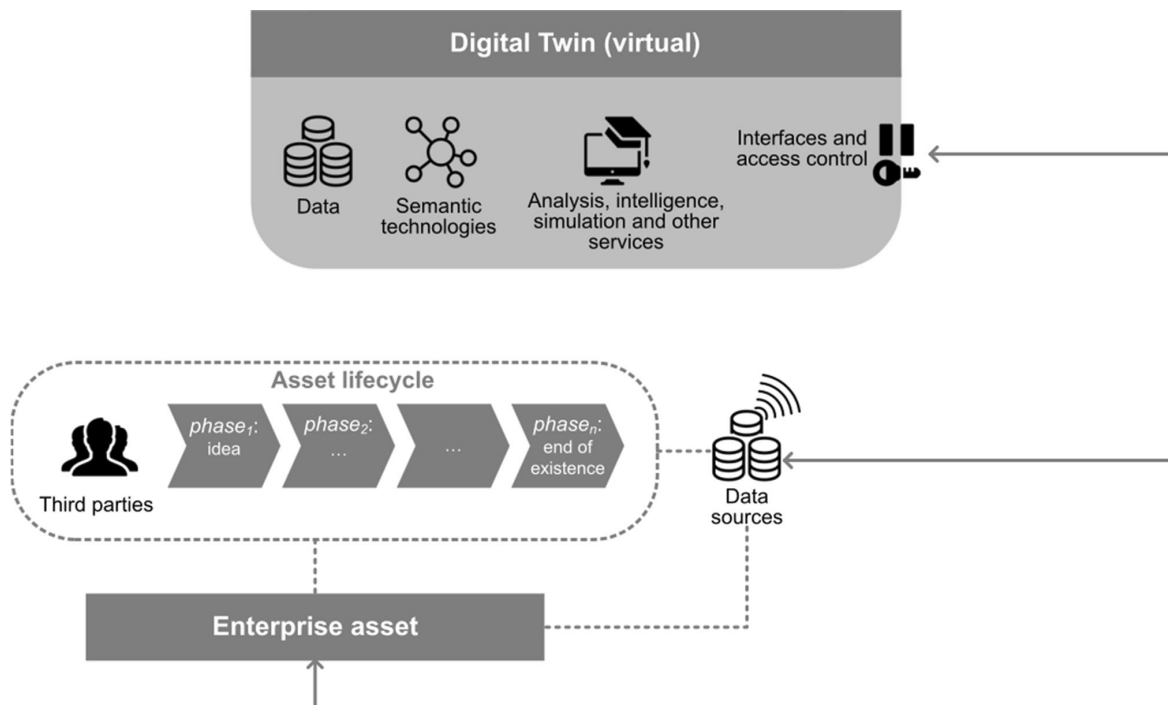 Digital Twin (virtual)
Data
Semantic
technologies
Analysis, intelligence,
simulation and other
services
Interfaces and
access control
Asset lifecycle
Third parties
phase₁:
idea
phase₂:
...
...
phaseₙ:
end of
existence
Data
sources
Enterprise asset